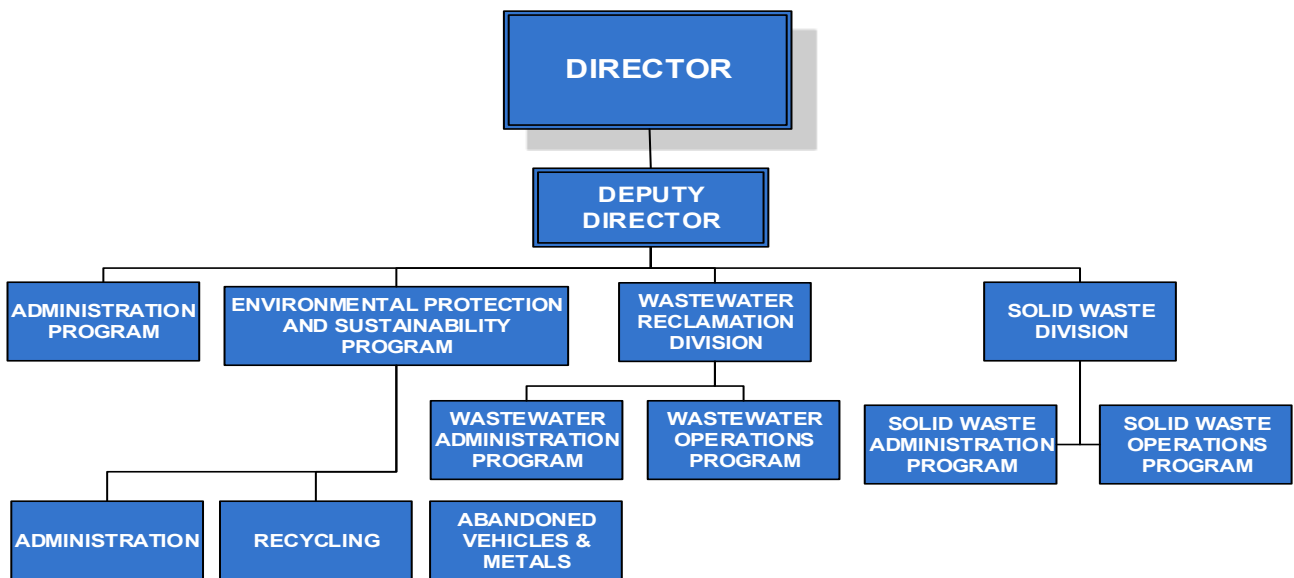 DIRECTOR
DEPUTY
DIRECTOR
ADMINISTRATION
PROGRAM
ENVIRONMENTAL PROTECTION
AND SUSTAINABILITY
PROGRAM
WASTEWATER
RECLAMATION
DIVISION
SOLID WASTE
DIVISION
WASTEWATER
ADMINISTRATION
PROGRAM
WASTEWATER
OPERATIONS
PROGRAM
SOLID WASTE
ADMINISTRATION
PROGRAM
SOLID WASTE
OPERATIONS
PROGRAM
ADMINISTRATION
RECYCLING
ABANDONED
VEHICLES &
METALS